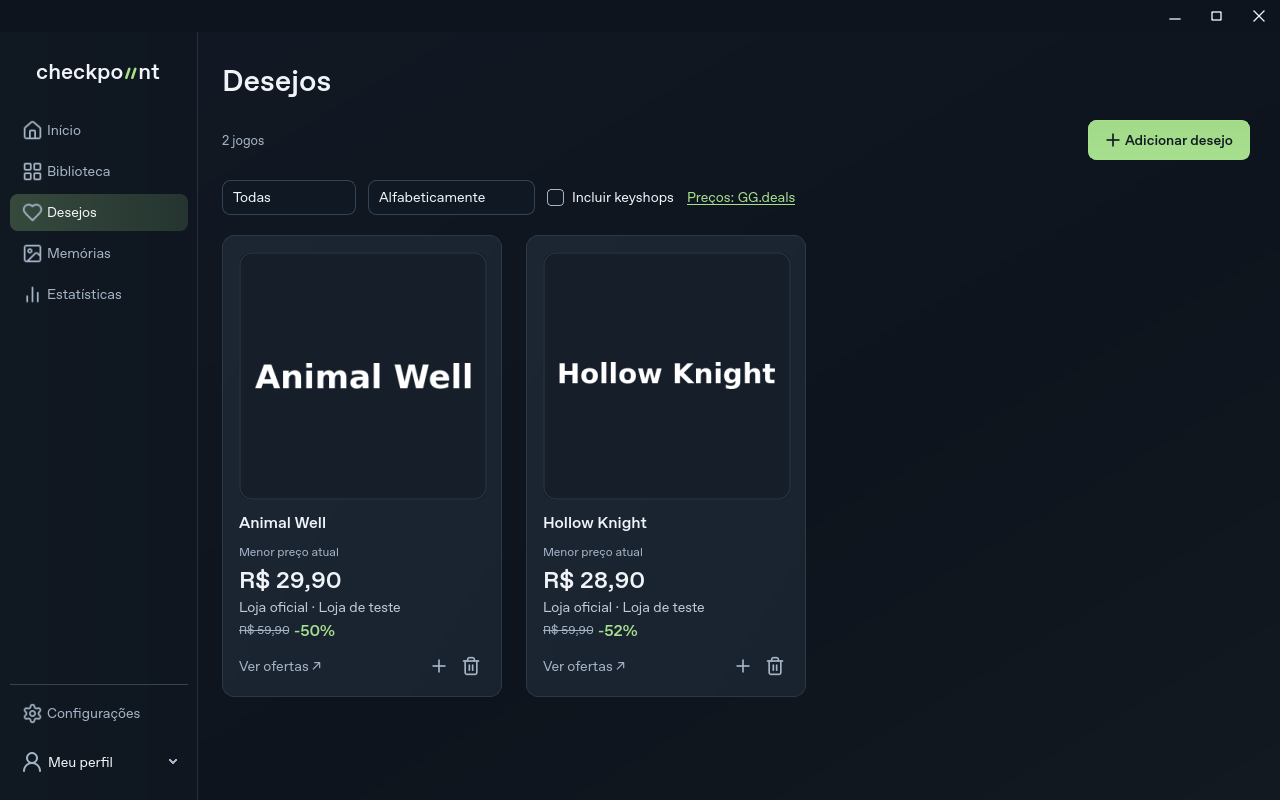 checkpoint
Início
Biblioteca
Desejos
Memórias
Estatísticas
Configurações
Meu perfil
Desejos
2 jogos
Adicionar desejo
Todas
Alfabeticamente
Incluir keyshops
Preços: GG.deals
Animal Well
Animal Well
Menor preço atual
R$ 29,90
Loja oficial · Loja de teste
R$ 59,90 -50%
Ver ofertas ↗
Hollow Knight
Hollow Knight
Menor preço atual
R$ 28,90
Loja oficial · Loja de teste
R$ 59,90 -52%
Ver ofertas ↗